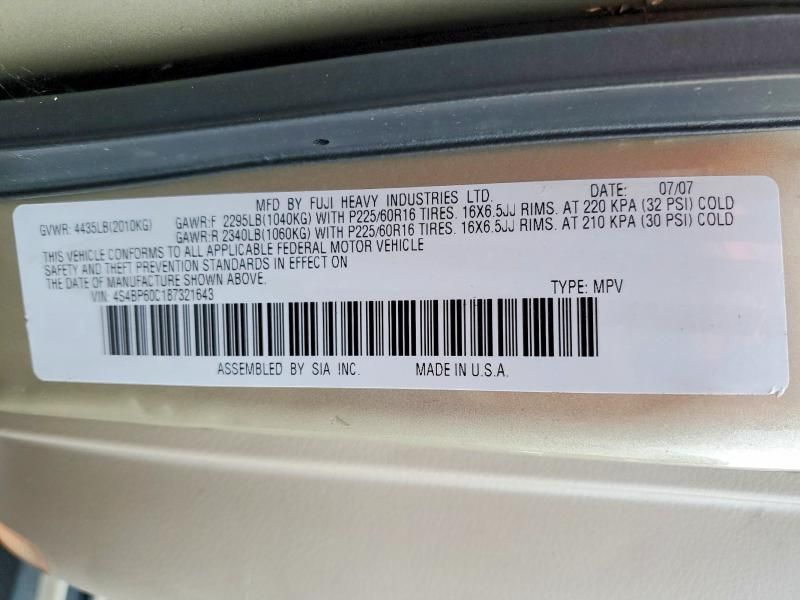 MFD BY FUJI HEAVY INDUSTRIES LTD. DATE: 07/07
GVWR: 4435LB(2010KG) GAWR:F 2295LB(1040KG) WITH P225/60R16 TIRES. 16X6.5JJ RIMS. AT 220 KPA (32 PSI) COLD
GAWR:R 2340LB(1060KG) WITH P225/60R16 TIRES. 16X6.5JJ RIMS. AT 210 KPA (30 PSI) COLD
THIS VEHICLE CONFORMS TO ALL APPLICABLE FEDERAL MOTOR VEHICLE
SAFETY AND THEFT PREVENTION STANDARDS IN EFFECT ON
THE DATE OF MANUFACTURE SHOWN ABOVE.
VIN: 4S4BP60C187321643 TYPE: MPV
ASSEMBLED BY SIA INC. MADE IN U.S.A.